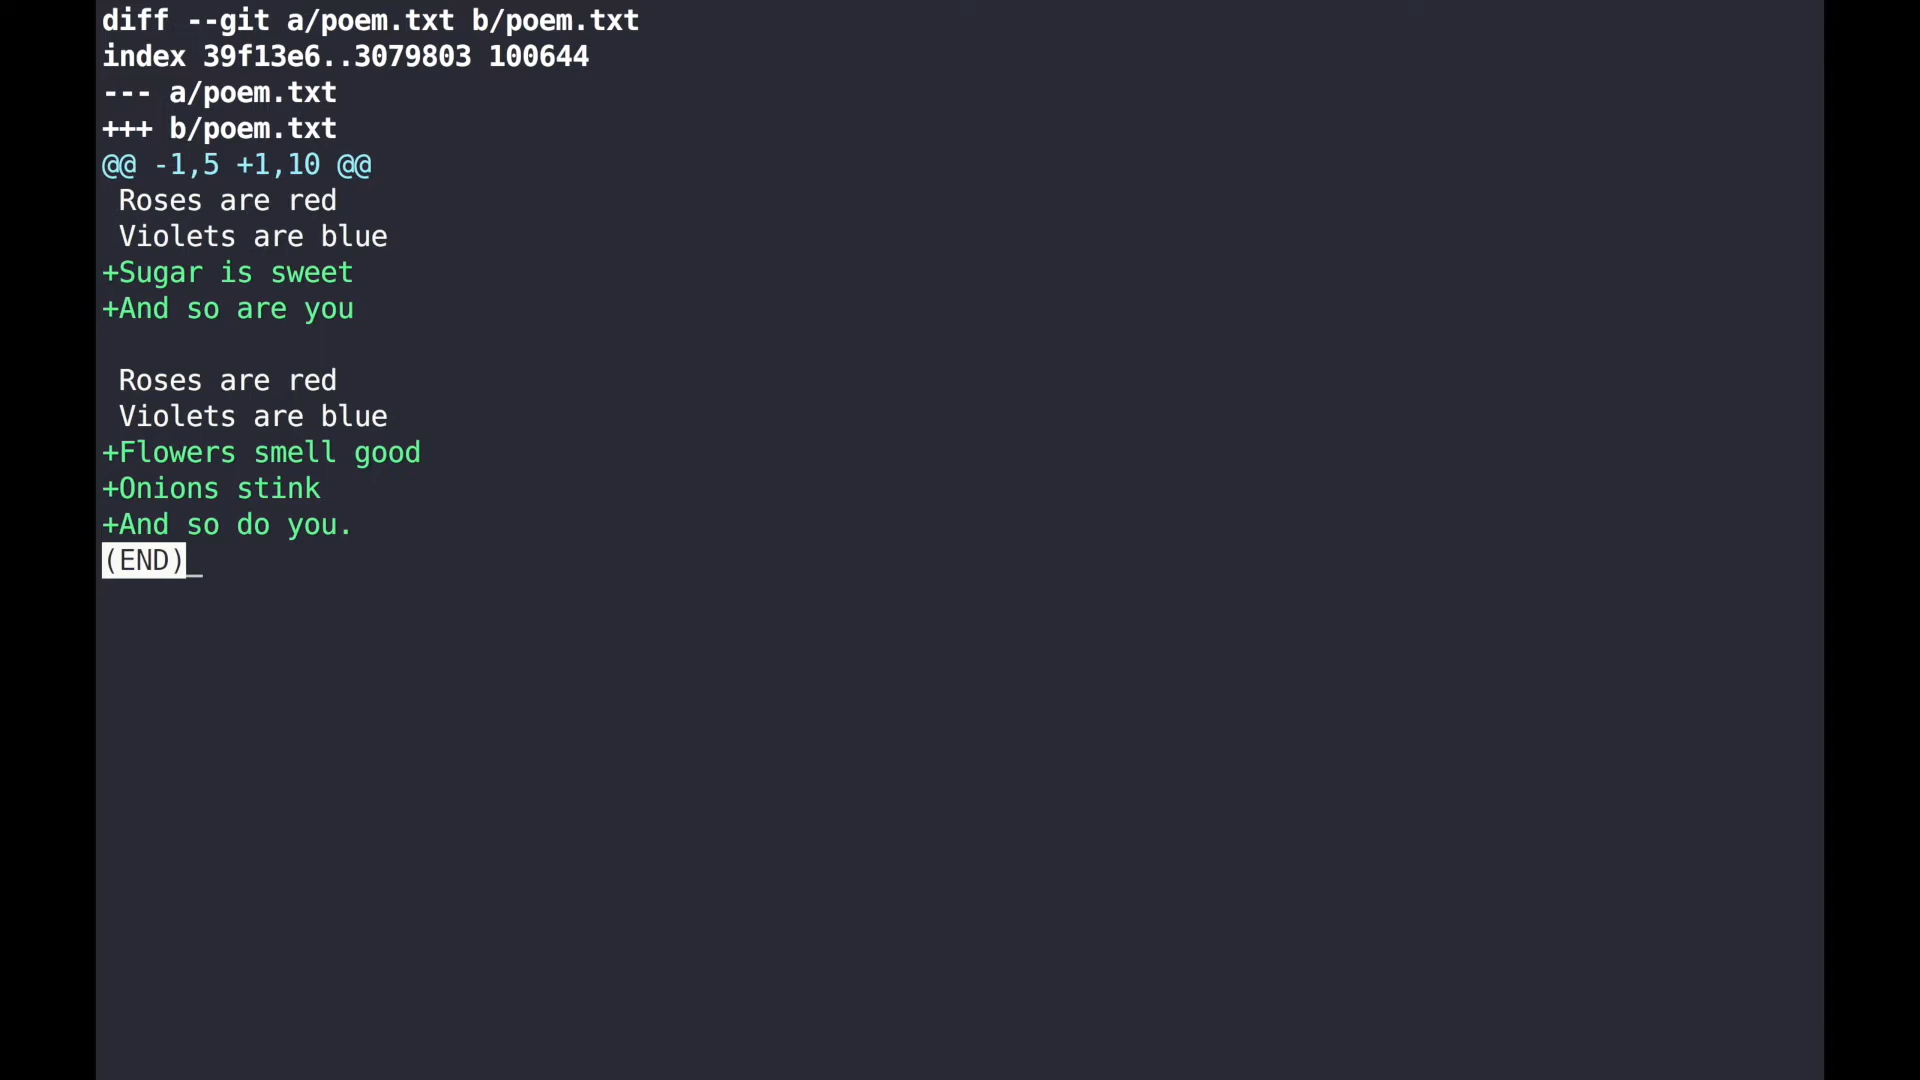 diff --git a/poem.txt b/poem.txt
index 39f13e6..3079803 100644
--- a/poem.txt
+++ b/poem.txt
@@ -1,5 +1,10 @@
 Roses are red
 Violets are blue
+Sugar is sweet
+And so are you

 Roses are red
 Violets are blue
+Flowers smell good
+Onions stink
+And so do you.
(END)_